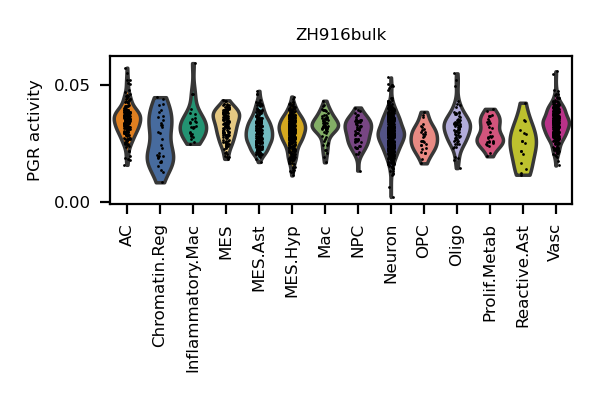 ZH916bulk
PGR activity
0.05
0.00
AC
Chromatin.Reg
Inflammatory.Mac
MES
MES.Ast
MES.Hyp
Mac
NPC
Neuron
OPC
Oligo
Prolif.Metab
Reactive.Ast
Vasc